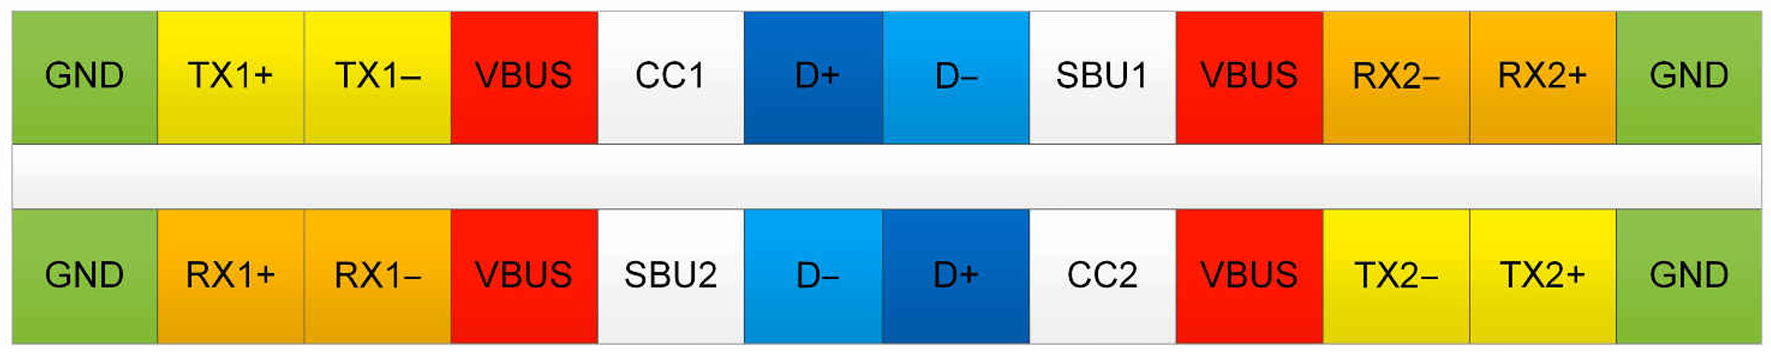 GND TX1+ TX1– VBUS CC1 D+ D– SBU1 VBUS RX2– RX2+ GND
GND RX1+ RX1– VBUS SBU2 D– D+ CC2 VBUS TX2– TX2+ GND